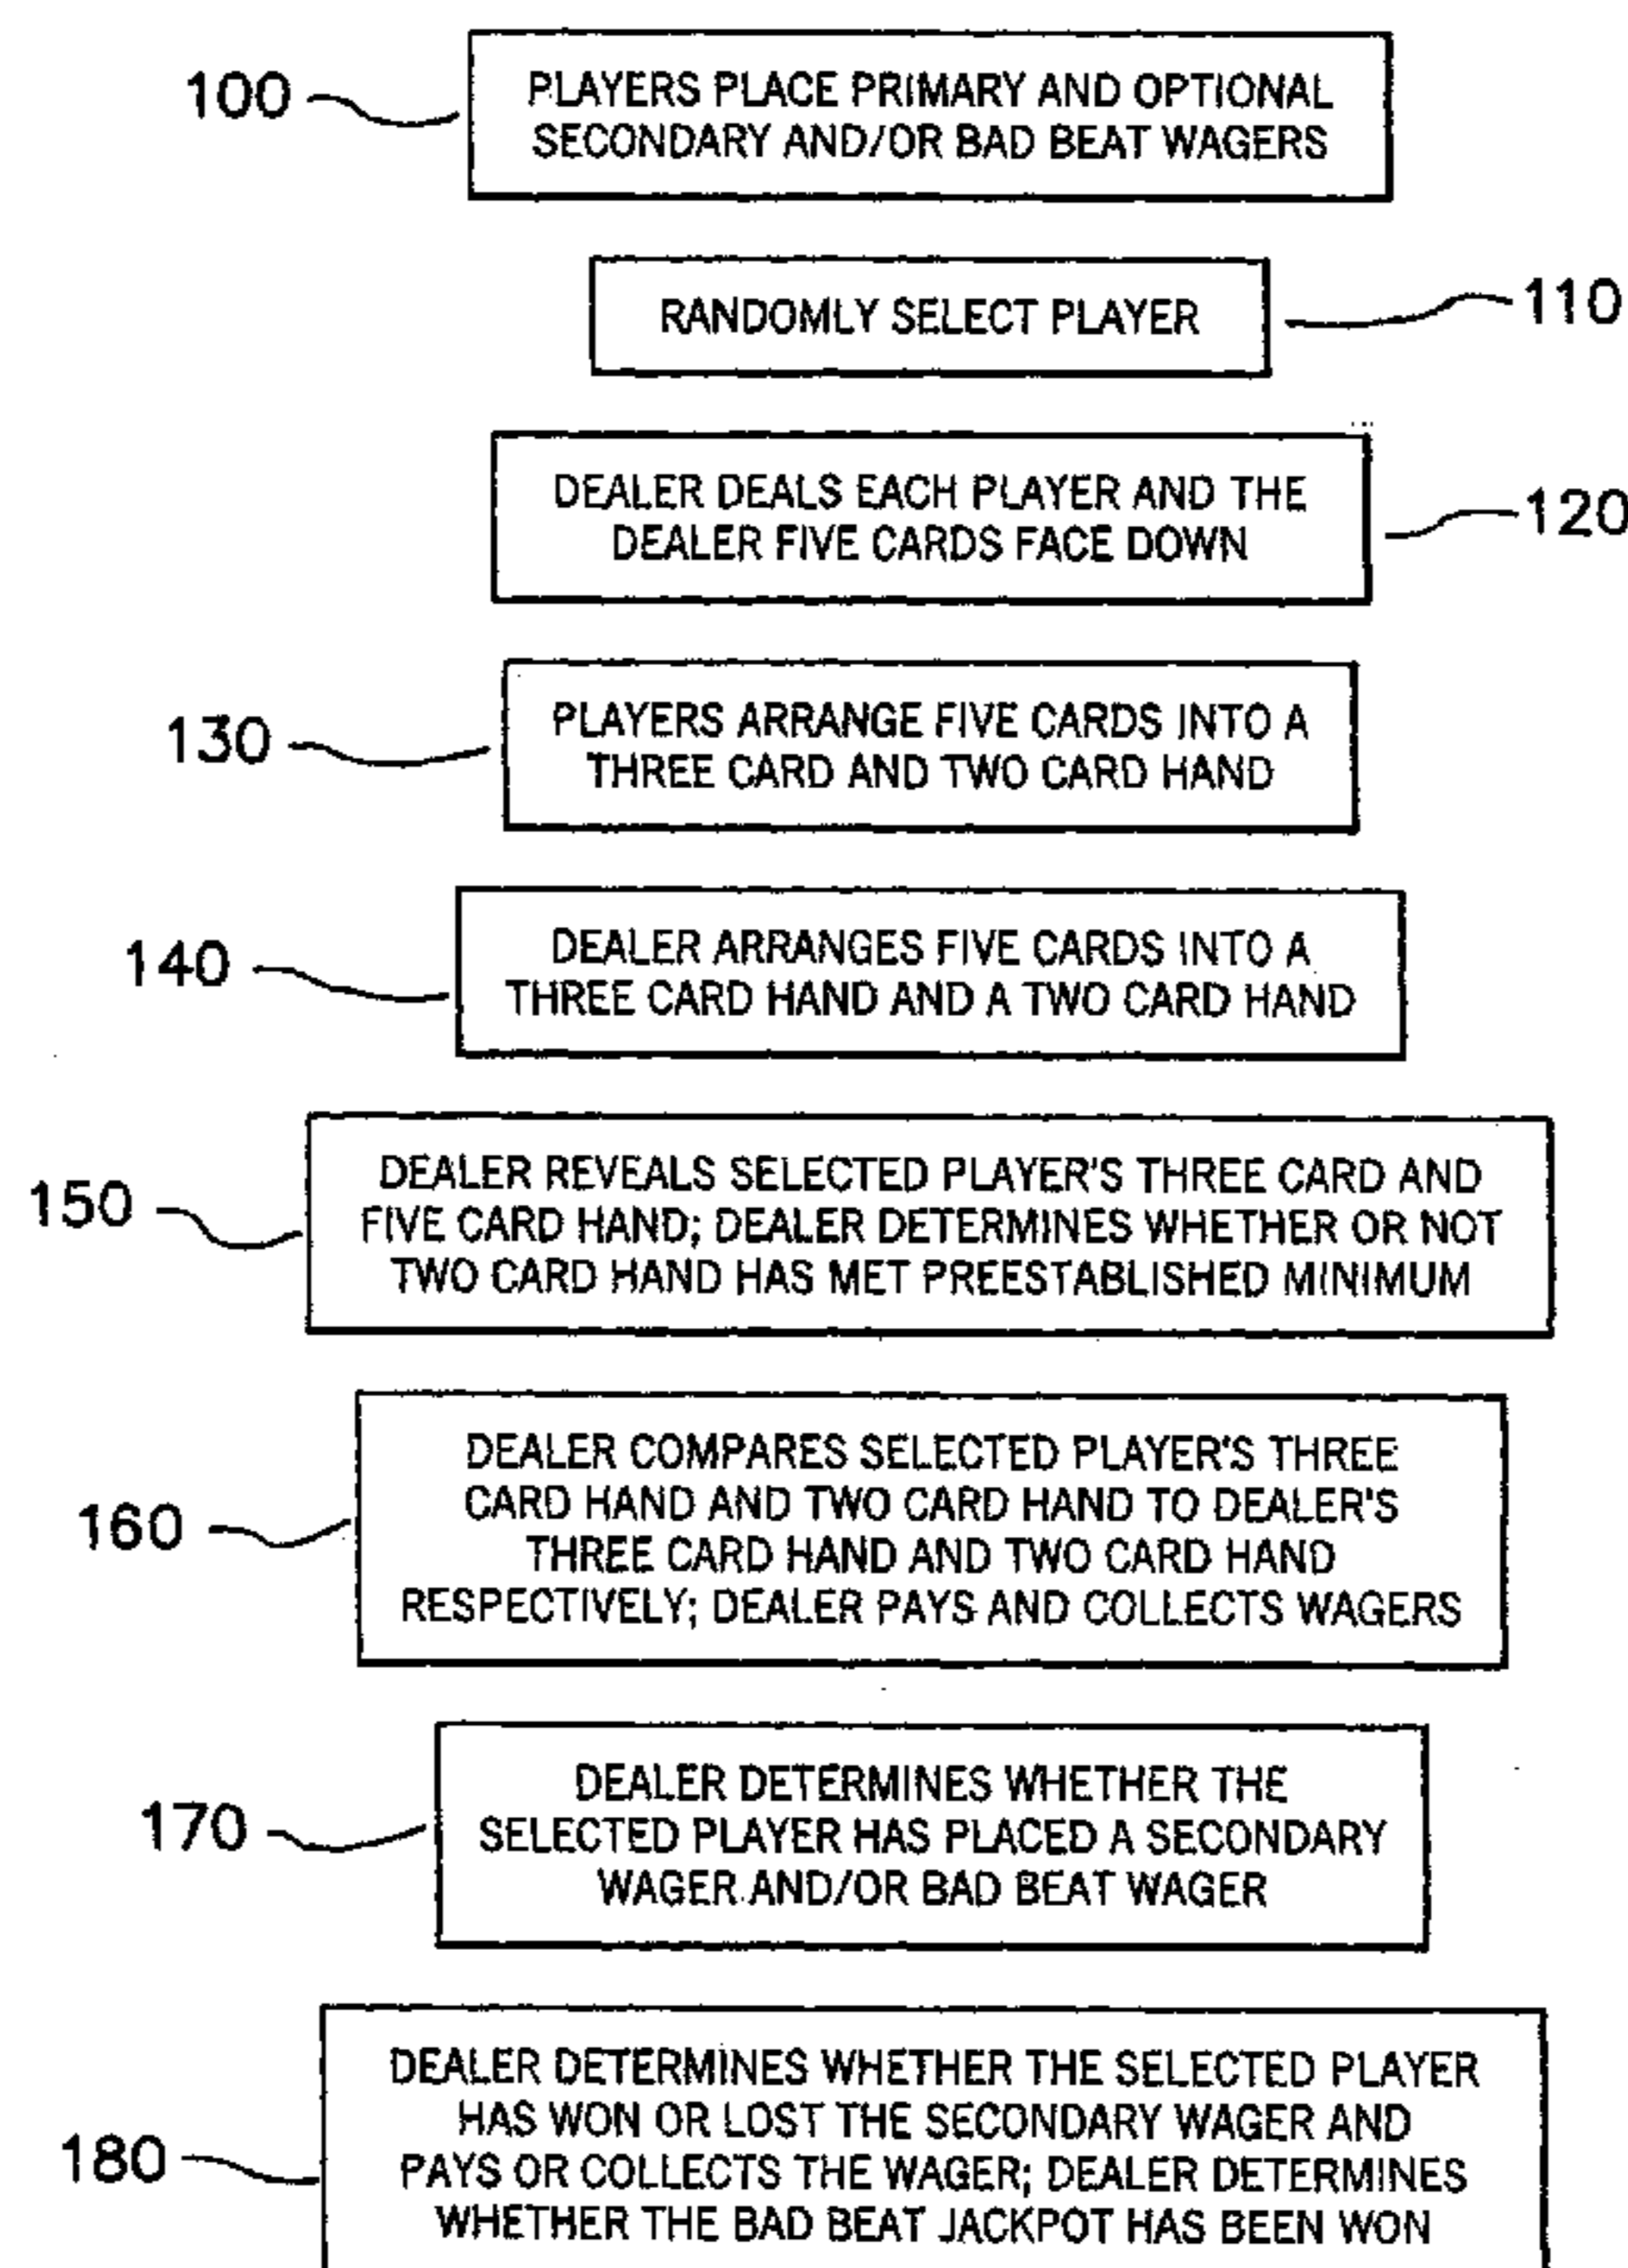 100
PLAYERS PLACE PRIMARY AND OPTIONAL
SECONDARY AND/OR BAD BEAT WAGERS
RANDOMLY SELECT PLAYER
110
DEALER DEALS EACH PLAYER AND THE
DEALER FIVE CARDS FACE DOWN
120
130
PLAYERS ARRANGE FIVE CARDS INTO A
THREE CARD AND TWO CARD HAND
140
DEALER ARRANGES FIVE CARDS INTO A
THREE CARD HAND AND A TWO CARD HAND
150
DEALER REVEALS SELECTED PLAYER'S THREE CARD AND
FIVE CARD HAND; DEALER DETERMINES WHETHER OR NOT
TWO CARD HAND HAS MET PREESTABLISHED MINIMUM
160
DEALER COMPARES SELECTED PLAYER'S THREE
CARD HAND AND TWO CARD HAND TO DEALER'S
THREE CARD HAND AND TWO CARD HAND
RESPECTIVELY; DEALER PAYS AND COLLECTS WAGERS
170
DEALER DETERMINES WHETHER THE
SELECTED PLAYER HAS PLACED A SECONDARY
WAGER AND/OR BAD BEAT WAGER
180
DEALER DETERMINES WHETHER THE SELECTED PLAYER
HAS WON OR LOST THE SECONDARY WAGER AND
PAYS OR COLLECTS THE WAGER; DEALER DETERMINES
WHETHER THE BAD BEAT JACKPOT HAS BEEN WON